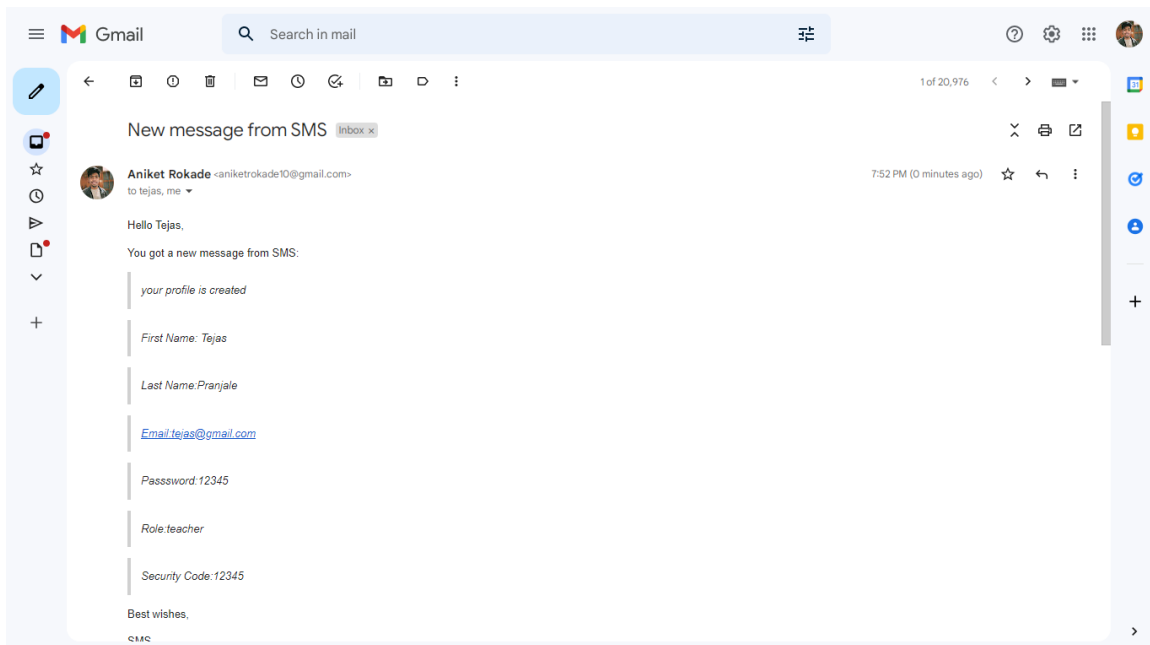 Gmail
Search in mail
1 of 20,976
New message from SMS Inbox x
Aniket Rokade <aniketrokade10@gmail.com>
7:52 PM (0 minutes ago)
to tejas, me
Hello Tejas,
You got a new message from SMS:
your profile is created
First Name: Tejas
Last Name:Pranjale
Email:tejas@gmail.com
Passsword:12345
Role:teacher
Security Code:12345
Best wishes,
SMS
31